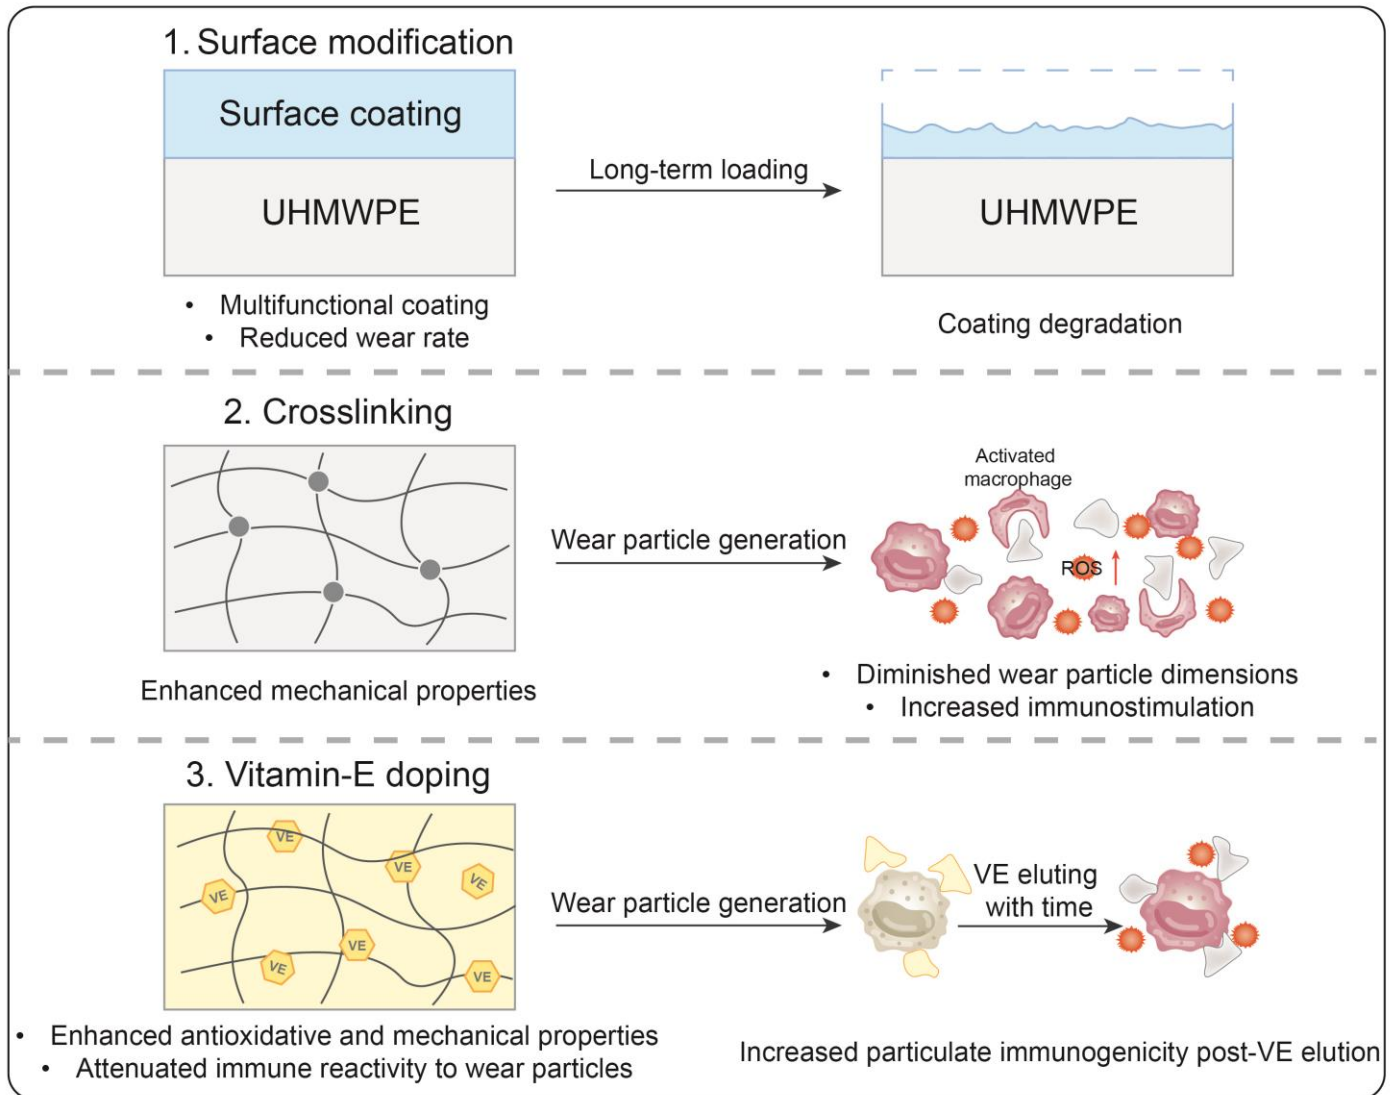 1. Surface modification
Surface coating
UHMWPE
Long-term loading
UHMWPE
• Multifunctional coating
• Reduced wear rate
Coating degradation
2. Crosslinking
Wear particle generation
Activated
macrophage
ROS
Enhanced mechanical properties
• Diminished wear particle dimensions
• Increased immunostimulation
3. Vitamin-E doping
VE
VE
VE
VE
VE
VE
VE
Wear particle generation
VE eluting
with time
• Enhanced antioxidative and mechanical properties
• Attenuated immune reactivity to wear particles
Increased particulate immunogenicity post-VE elution